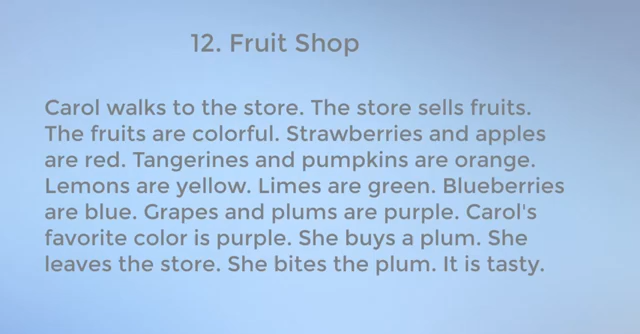 12. Fruit Shop
Carol walks to the store. The store sells fruits.
The fruits are colorful. Strawberries and apples
are red. Tangerines and pumpkins are orange.
Lemons are yellow. Limes are green. Blueberries
are blue. Grapes and plums are purple. Carol's
favorite color is purple. She buys a plum. She
leaves the store. She bites the plum. It is tasty.